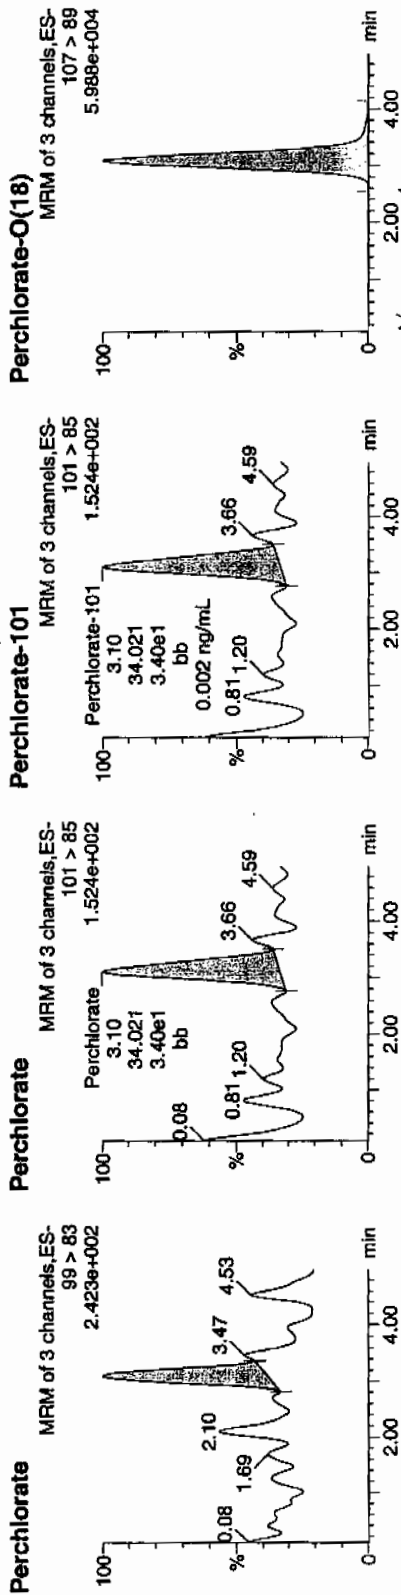 Perchlorate
MRM of 3 channels,ES-
99 > 83
2.423e+002
100
%
0
0.08
1.69
2.10
3.47
4.53
2.00
4.00
min
Perchlorate
MRM of 3 channels,ES-
101 > 85
1.524e+002
Perchlorate
3.10
34.021
3.40e1
bb
100
%
0
0.08
0.81
1.20
3.66
4.59
2.00
4.00
min
Perchlorate-101
MRM of 3 channels,ES-
101 > 85
1.524e+002
Perchlorate-101
3.10
34.021
3.40e1
bb
0.002 ng/mL
100
%
0
0.81
1.20
3.66
4.59
2.00
4.00
min
Perchlorate-O(18)
MRM of 3 channels,ES-
107 > 89
5.988e+004
100
%
0
2.00
4.00
min